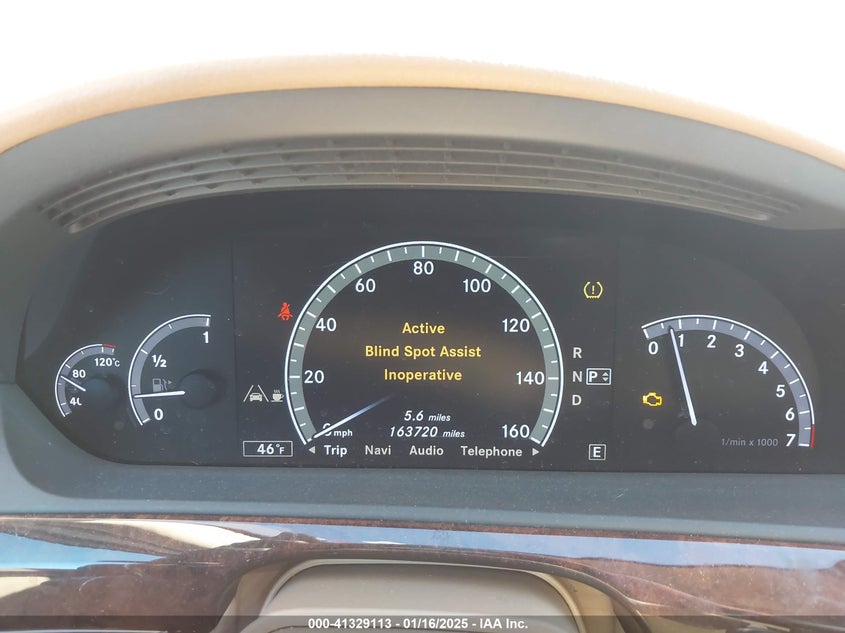 120°C
80
40
1
½
0
0 mph
20
40
60
80
100
120
140
160
Active
Blind Spot Assist
Inoperative
5.6 miles
163720 miles
Trip Navi Audio Telephone
46°F
R
N P
D
E
0 1 2 3 4 5 6 7
1/min x 1000
000-41329113 - 01/16/2025 - IAA Inc.